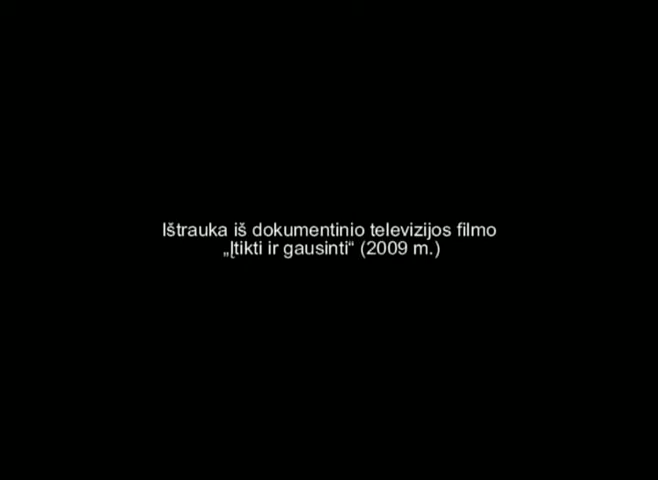 Ištrauka iš dokumentinio televizijos filmo
„Įtikti ir gausinti“ (2009 m.)